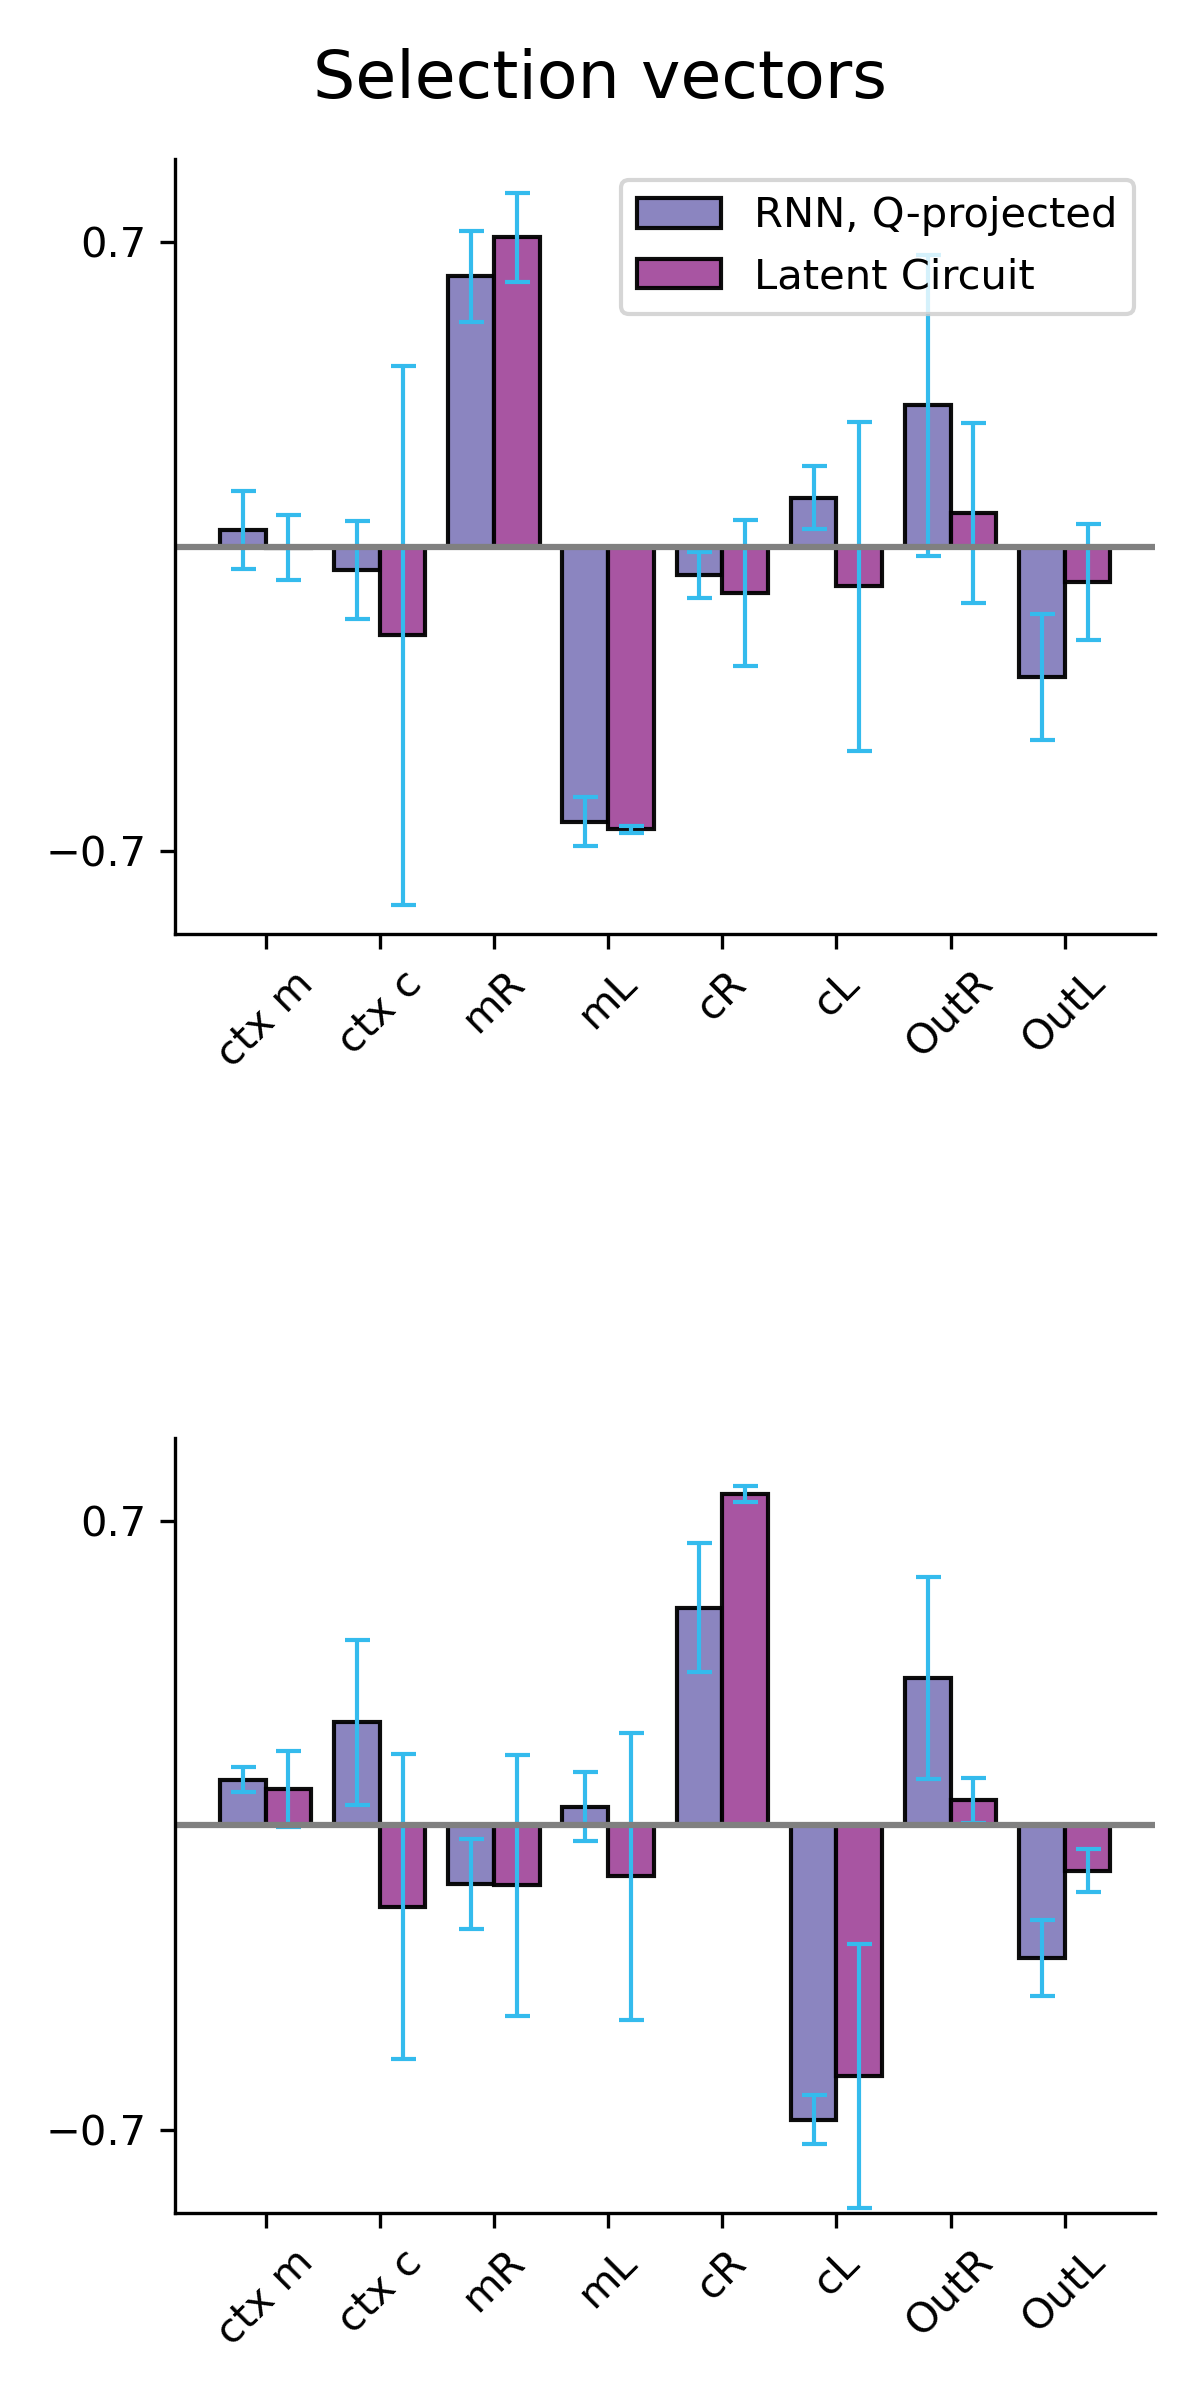 Selection vectors
RNN, Q-projected
Latent Circuit
0.7
−0.7
ctx m
ctx c
mR
mL
cR
cL
OutR
OutL
0.7
−0.7
ctx m
ctx c
mR
mL
cR
cL
OutR
OutL